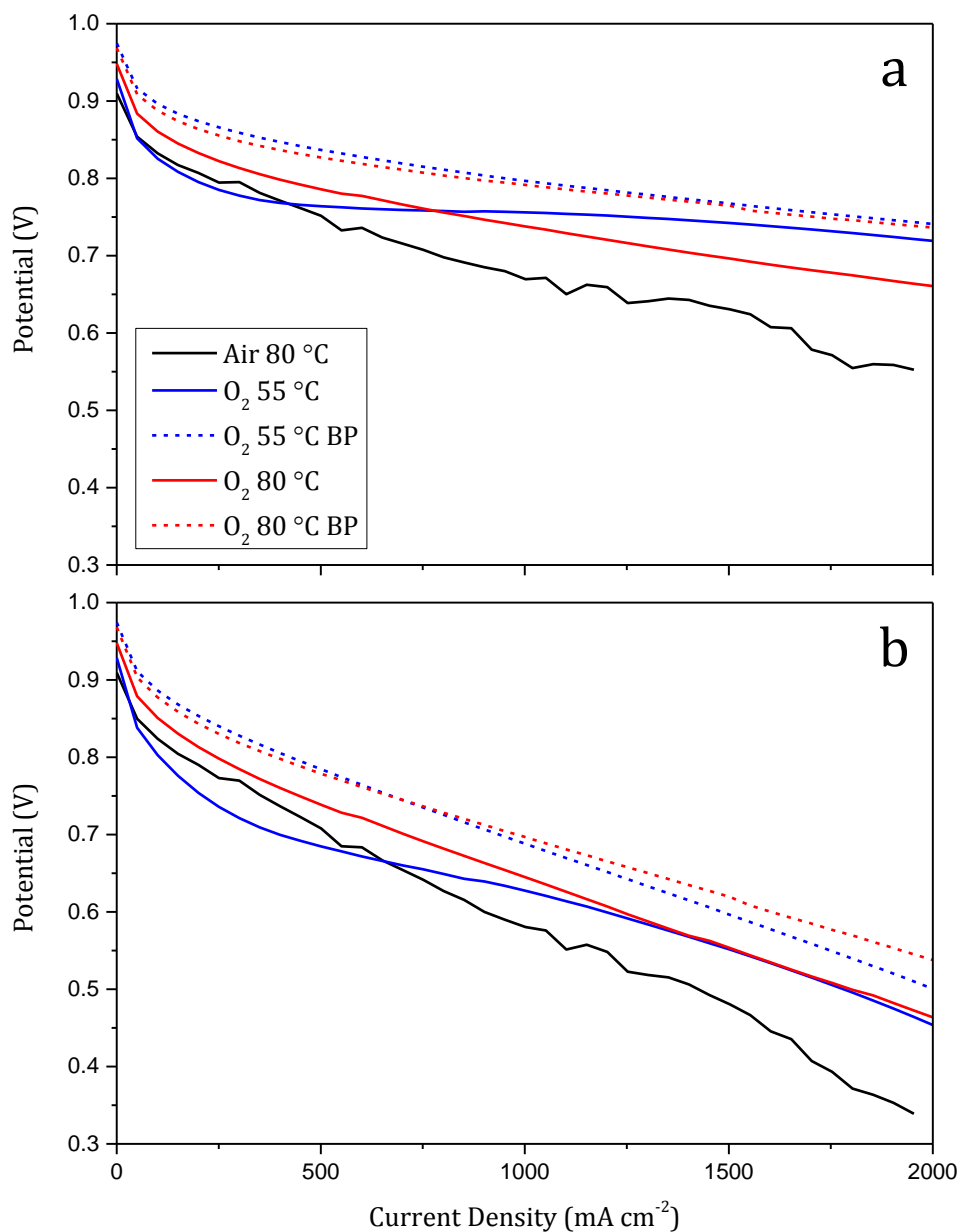 1.0
a
0.9
0.8
0.7
Potential (V)
0.6
Air 80 °C
O₂ 55 °C
0.5
O₂ 55 °C BP
O₂ 80 °C
0.4
O₂ 80 °C BP
0.3
1.0
b
0.9
0.8
0.7
Potential (V)
0.6
0.5
0.4
0.3
0 500 1000 1500 2000
Current Density (mA cm⁻²)